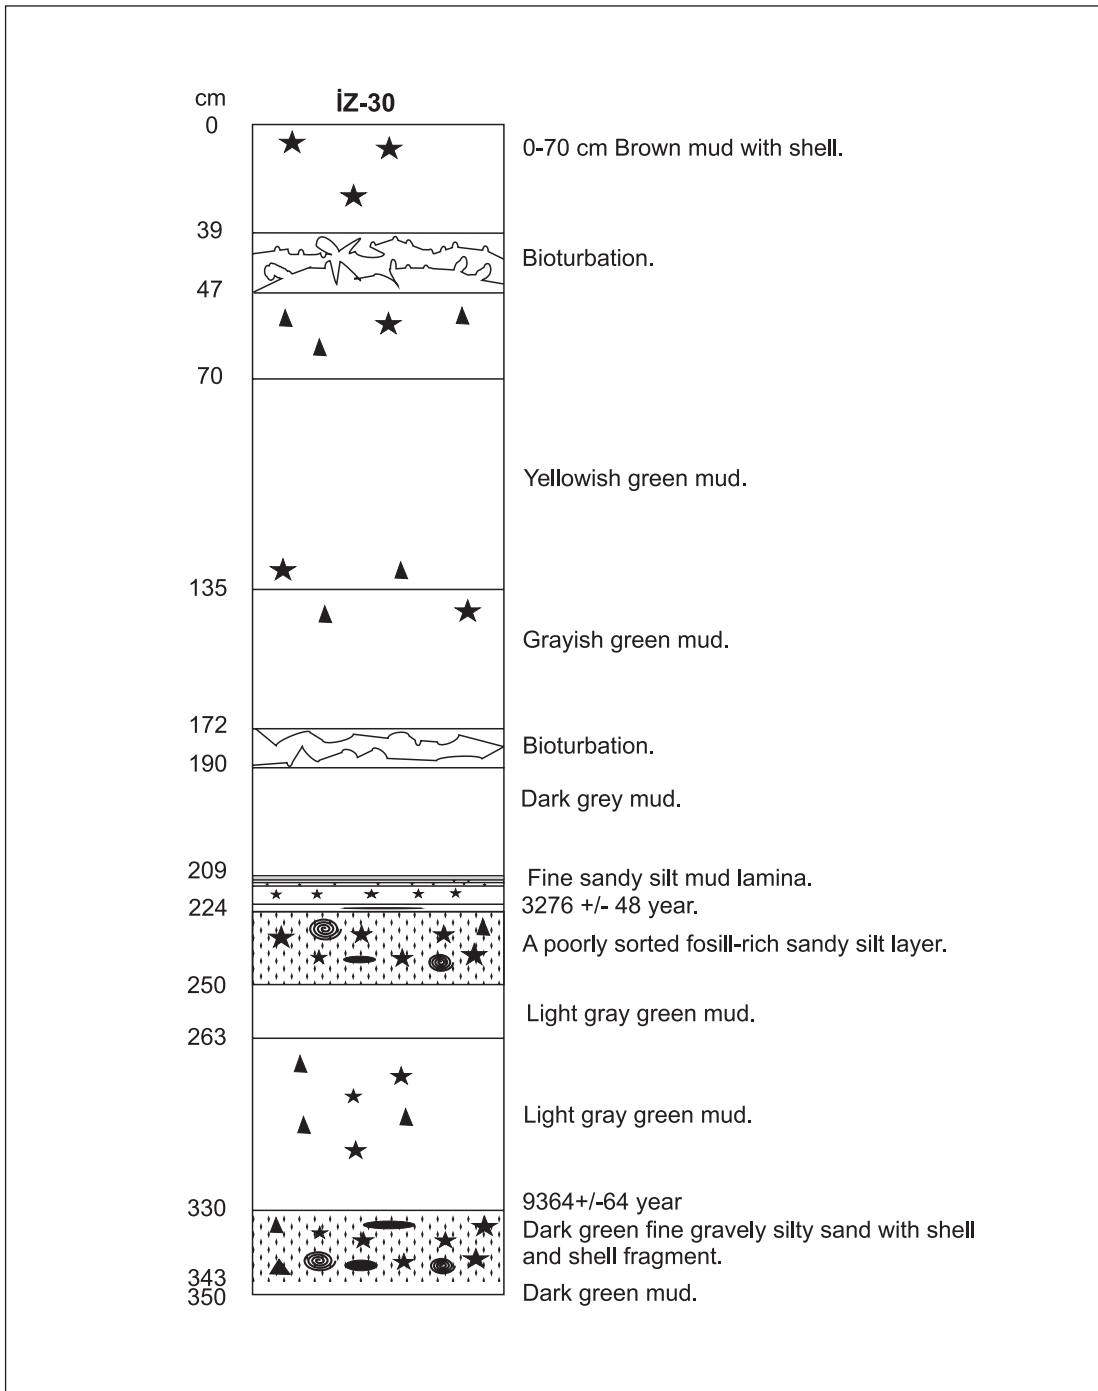 cm
İZ-30
0
0-70 cm Brown mud with shell.
39
Bioturbation.
47
70
Yellowish green mud.
135
Grayish green mud.
172
Bioturbation.
190
Dark grey mud.
209
Fine sandy silt mud lamina.
224
3276 +/- 48 year.
A poorly sorted fosill-rich sandy silt layer.
250
Light gray green mud.
263
Light gray green mud.
330
9364+/-64 year
Dark green fine gravely silty sand with shell
and shell fragment.
343
350
Dark green mud.